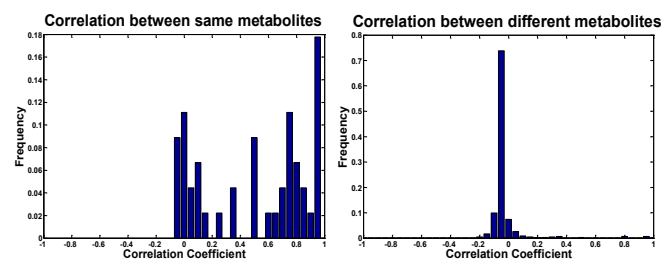 Correlation between same metabolites
0.18
0.16
0.14
0.12
0.1
0.08
0.06
0.04
0.02
0
Frequency
-1 -0.8 -0.6 -0.4 -0.2 0 0.2 0.4 0.6 0.8 1
Correlation Coefficient
Correlation between different metabolites
0.8
0.7
0.6
0.5
0.4
0.3
0.2
0.1
0
Frequency
-1 -0.8 -0.6 -0.4 -0.2 0 0.2 0.4 0.6 0.8 1
Correlation Coefficient